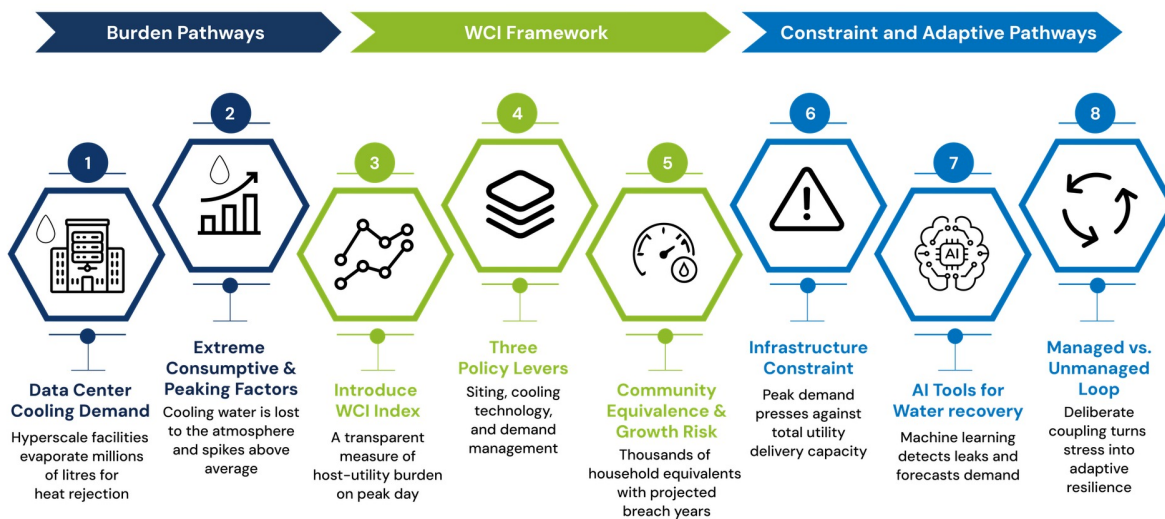 Burden Pathways
WCI Framework
Constraint and Adaptive Pathways
1
Data Center
Cooling Demand
Hyperscale facilities
evaporate millions
of litres for
heat rejection
2
Extreme
Consumptive &
Peaking Factors
Cooling water is lost
to the atmosphere
and spikes above
average
3
Introduce
WCI Index
A transparent
measure of
host-utility burden
on peak day
4
Three
Policy Levers
Siting, cooling
technology,
and demand
management
5
Community
Equivalence &
Growth Risk
Thousands of
household equivalents
with projected
breach years
6
Infrastructure
Constraint
Peak demand
presses against
total utility
delivery capacity
7
AI
AI Tools for
Water recovery
Machine learning
detects leaks and
forecasts demand
8
Managed vs.
Unmanaged
Loop
Deliberate
coupling turns
stress into
adaptive
resilience